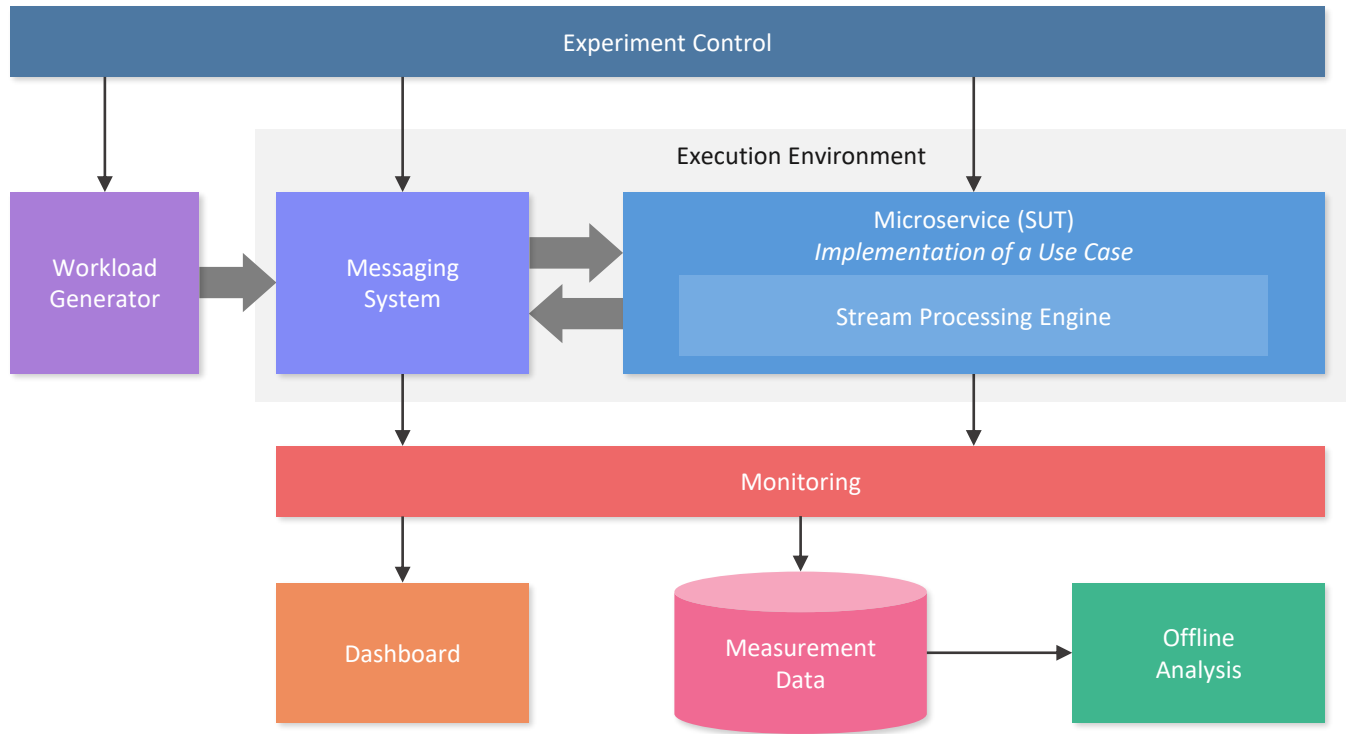 Experiment Control
Execution Environment
Workload
Generator
Messaging
System
Microservice (SUT)
Implementation of a Use Case
Stream Processing Engine
Monitoring
Dashboard
Measurement
Data
Offline
Analysis